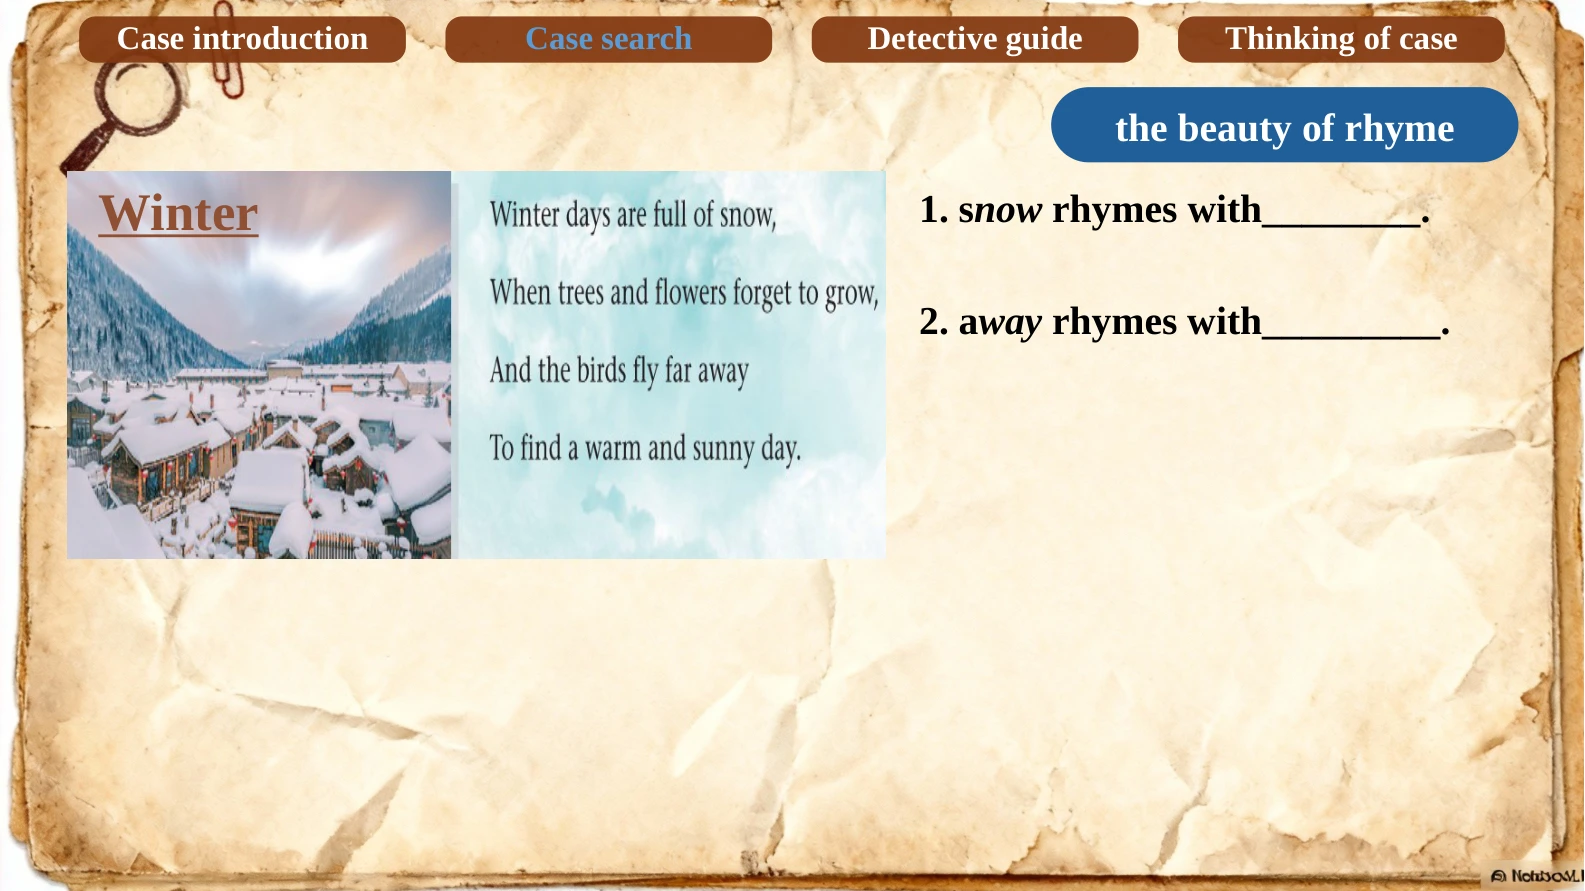 Case introduction
Case search
Detective guide
Thinking of case
the beauty of rhyme
Winter
Winter days are full of snow,
When trees and flowers forget to grow,
And the birds fly far away
To find a warm and sunny day.
1. snow rhymes with________.
2. away rhymes with_________.